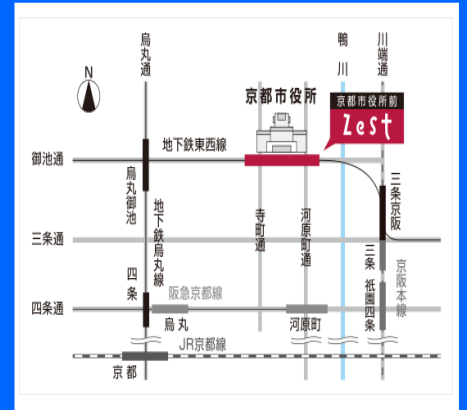 烏丸通
鴨川
川端通
N
京都市役所
京都市役所前
Zest
地下鉄東西線
御池通
烏丸御池
三条京阪
地下鉄烏丸線
寺町通
河原町通
三条通
三条
京阪本線
四条
阪急京都線
祇園四条
四条通
烏丸
河原町
JR京都線
京都